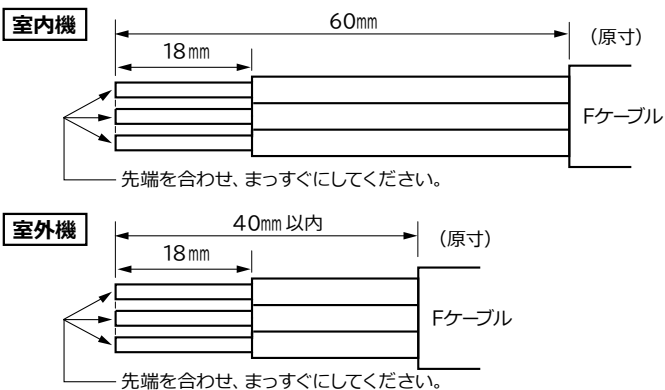 室内機
60mm
(原寸)
18mm
Fケーブル
先端を合わせ、まっすぐにしてください。
室外機
40mm以内
(原寸)
18mm
Fケーブル
先端を合わせ、まっすぐにしてください。